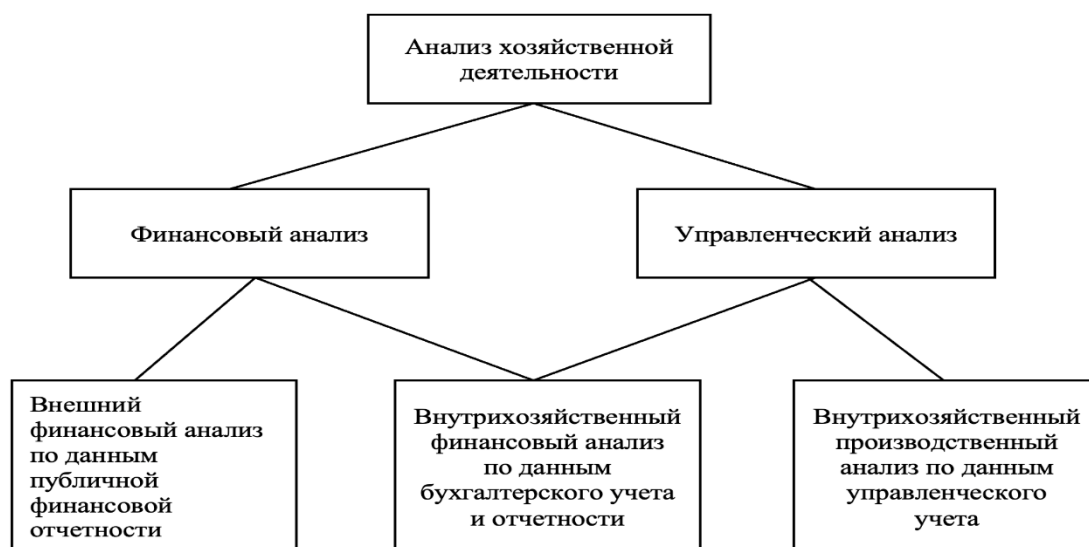 Анализ хозяйственной
деятельности
Финансовый анализ
Управленческий анализ
Внешний
финансовый анализ
по данным
публичной
финансовой
отчетности
Внутрихозяйственный
финансовый анализ
по данным
бухгалтерского учета
и отчетности
Внутрихозяйственный
производственный
анализ по данным
управленческого
учета